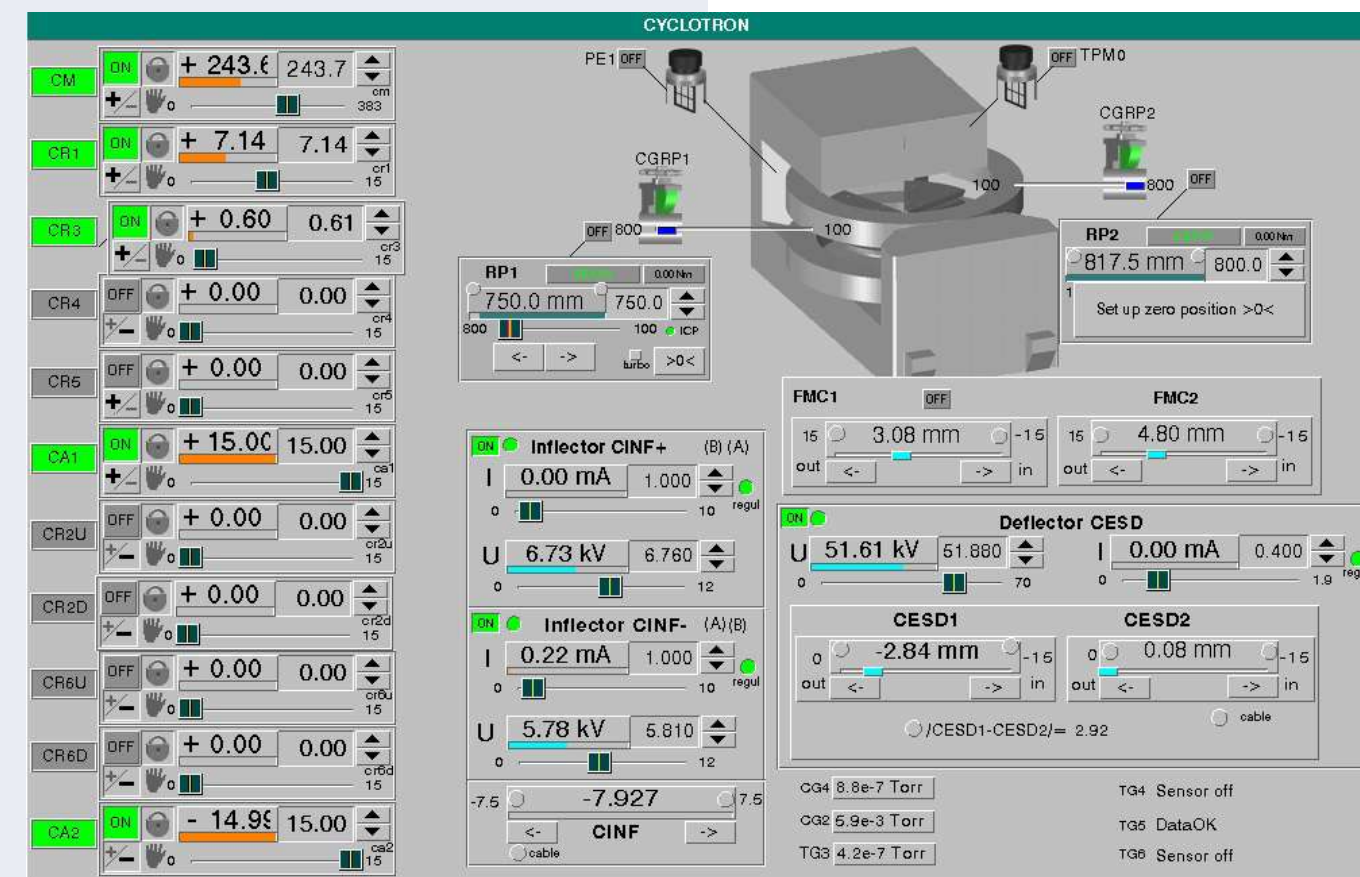 CYCLOTRON
CM ON + 243.6 243.7
+/- 0 383 cm
CR1 ON + 7.14 7.14
+/- 0 15 cr1
CR3 ON + 0.60 0.61
+/- 0 15 cr3
CR4 OFF + 0.00 0.00
+/- 0 15 cr4
CR5 OFF + 0.00 0.00
+/- 0 15 cr5
CA1 ON + 15.00 15.00
+/- 0 15 ca1
CR2U OFF + 0.00 0.00
+/- 0 15 cr2u
CR2D OFF + 0.00 0.00
+/- 0 15 cr2d
CR6U OFF + 0.00 0.00
+/- 0 15 cr6u
CR6D OFF + 0.00 0.00
+/- 0 15 cr6d
CA2 ON - 14.99 15.00
+/- 0 15 ca2
PE1 OFF
OFF TPM0
CGRP1
CGRP2
OFF 800 100
100 800 OFF
RP1 0.00 Nm
750.0 mm 750.0
800 100 ICP
<- -> turbo >0<
RP2 0.00 Nm
817.5 mm 800.0
1
Set up zero position >0<
FMC1 OFF FMC2
15 3.08 mm -15
out <- -> in
15 4.80 mm -15
out <- -> in
ON Inflector CINF+ (B) (A)
I 0.00 mA 1.000
0 10 regul
U 6.73 kV 6.760
0 12
ON Inflector CINF- (A)(B)
I 0.22 mA 1.000
0 10 regul
U 5.78 kV 5.810
0 12
-7.5 -7.927 7.5
<- CINF ->
cable
ON Deflector CESD
U 51.61 kV 51.880 I 0.00 mA 0.400
0 70 0 1.9
CESD1 CESD2
0 -2.84 mm -15
out <- -> in
0 0.08 mm -15
out <- -> in
cable
/CESD1-CESD2/= 2.92
CG4 8.8e-7 Torr TG4 Sensor off
CG2 5.9e-3 Torr TG5 DataOK
TG3 4.2e-7 Torr TG6 Sensor off